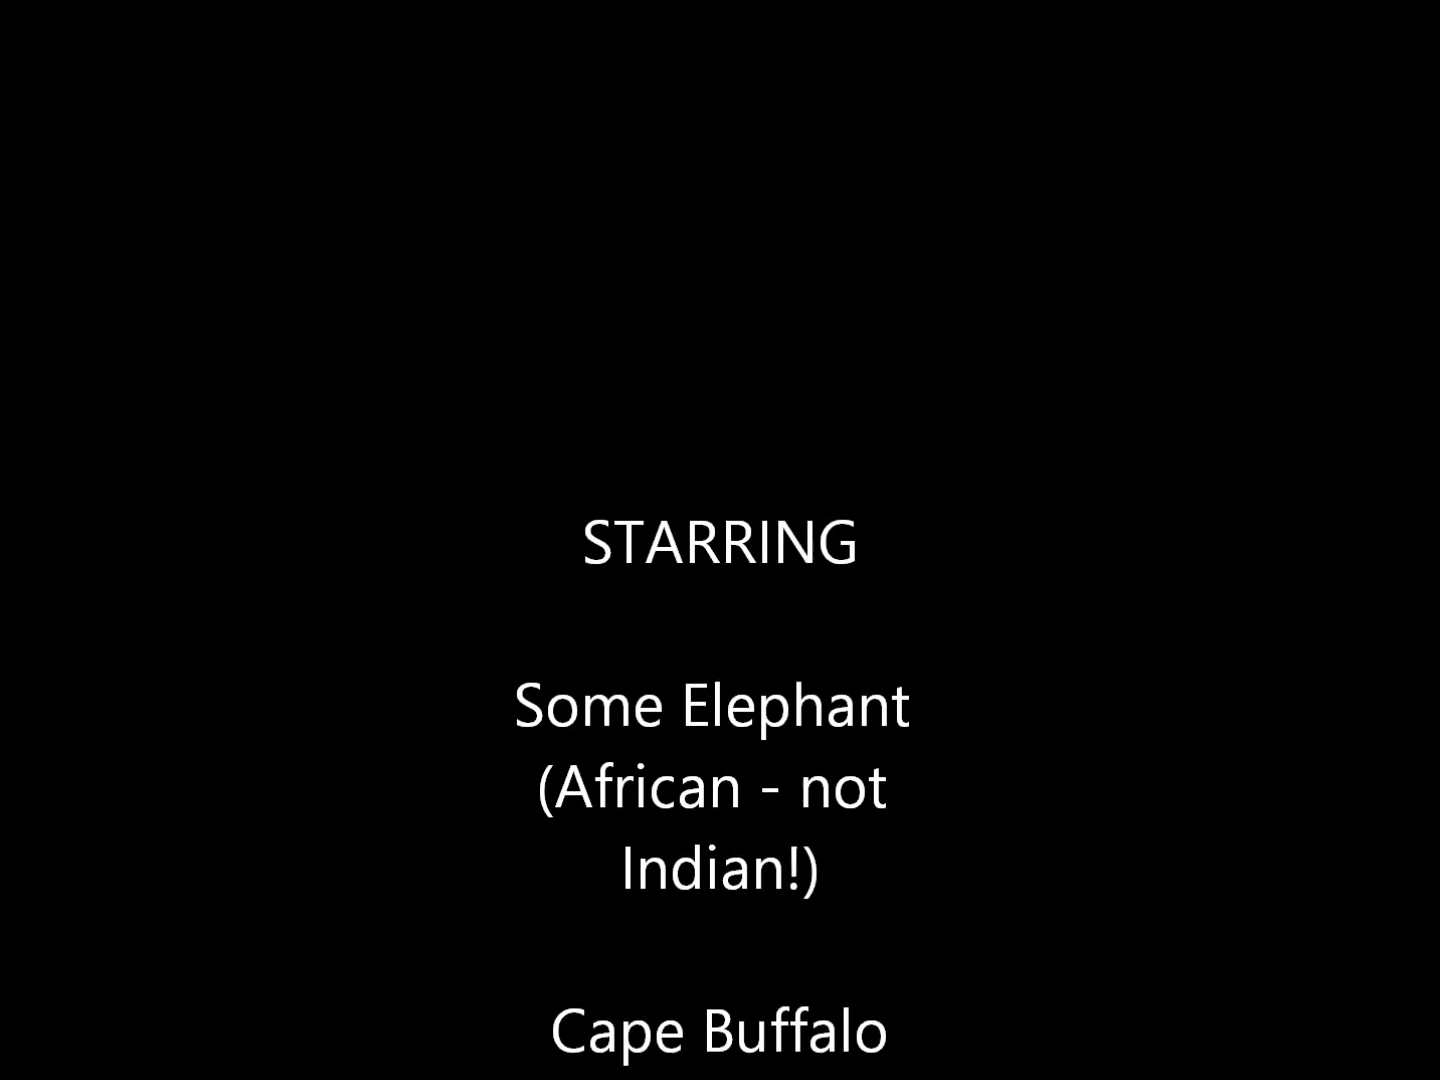 STARRING
Some Elephant
(African - not
Indian!)
Cape Buffalo